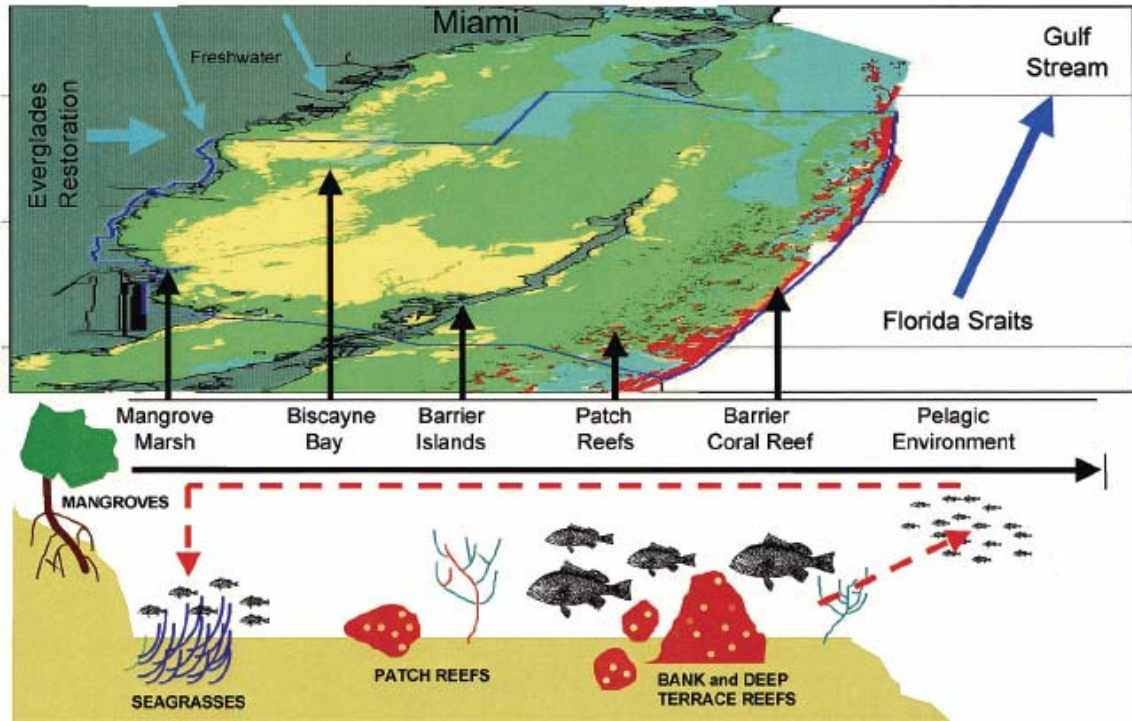 Miami
Freshwater
Everglades
Restoration
Gulf
Stream
Florida Sraits
Mangrove
Marsh
Biscayne
Bay
Barrier
Islands
Patch
Reefs
Barrier
Coral Reef
Pelagic
Environment
MANGROVES
SEAGRASSES
PATCH REEFS
BANK and DEEP
TERRACE REEFS